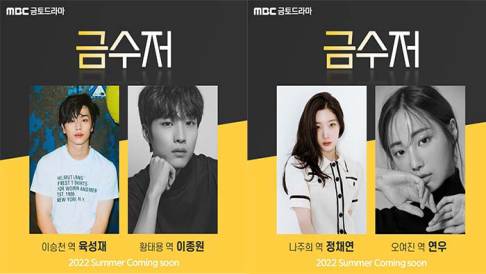 MBC 금토드라마
금수저
HELMUT LANG
이승천 역 육성재
황태용 역 이종원
2022 Summer Coming soon
MBC 금토드라마
금수저
나주희 역 정채연
오여진 역 연우
2022 Summer Coming soon